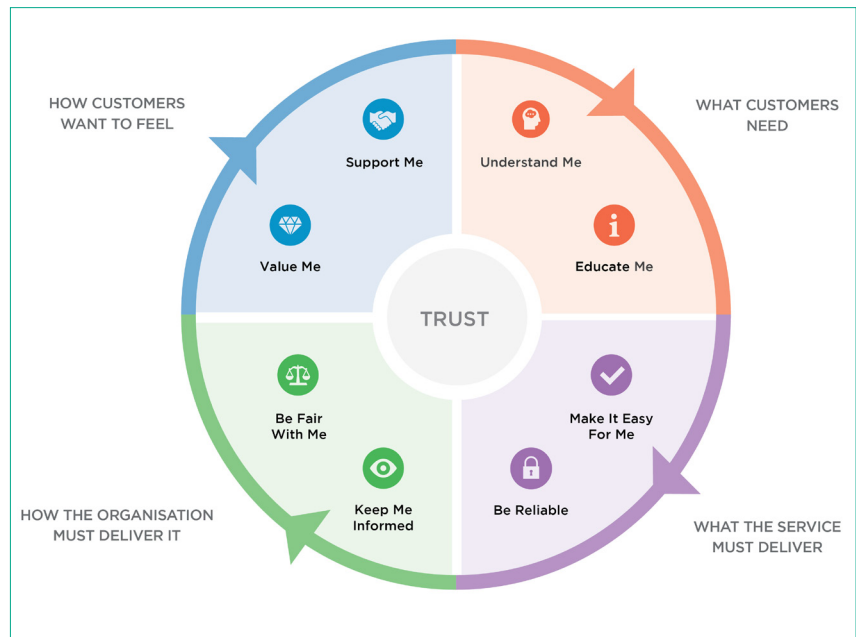 HOW CUSTOMERS
WANT TO FEEL
WHAT CUSTOMERS
NEED
Support Me
Understand Me
Value Me
Educate Me
TRUST
Be Fair
With Me
Make It Easy
For Me
Keep Me
Informed
Be Reliable
HOW THE ORGANISATION
MUST DELIVER IT
WHAT THE SERVICE
MUST DELIVER